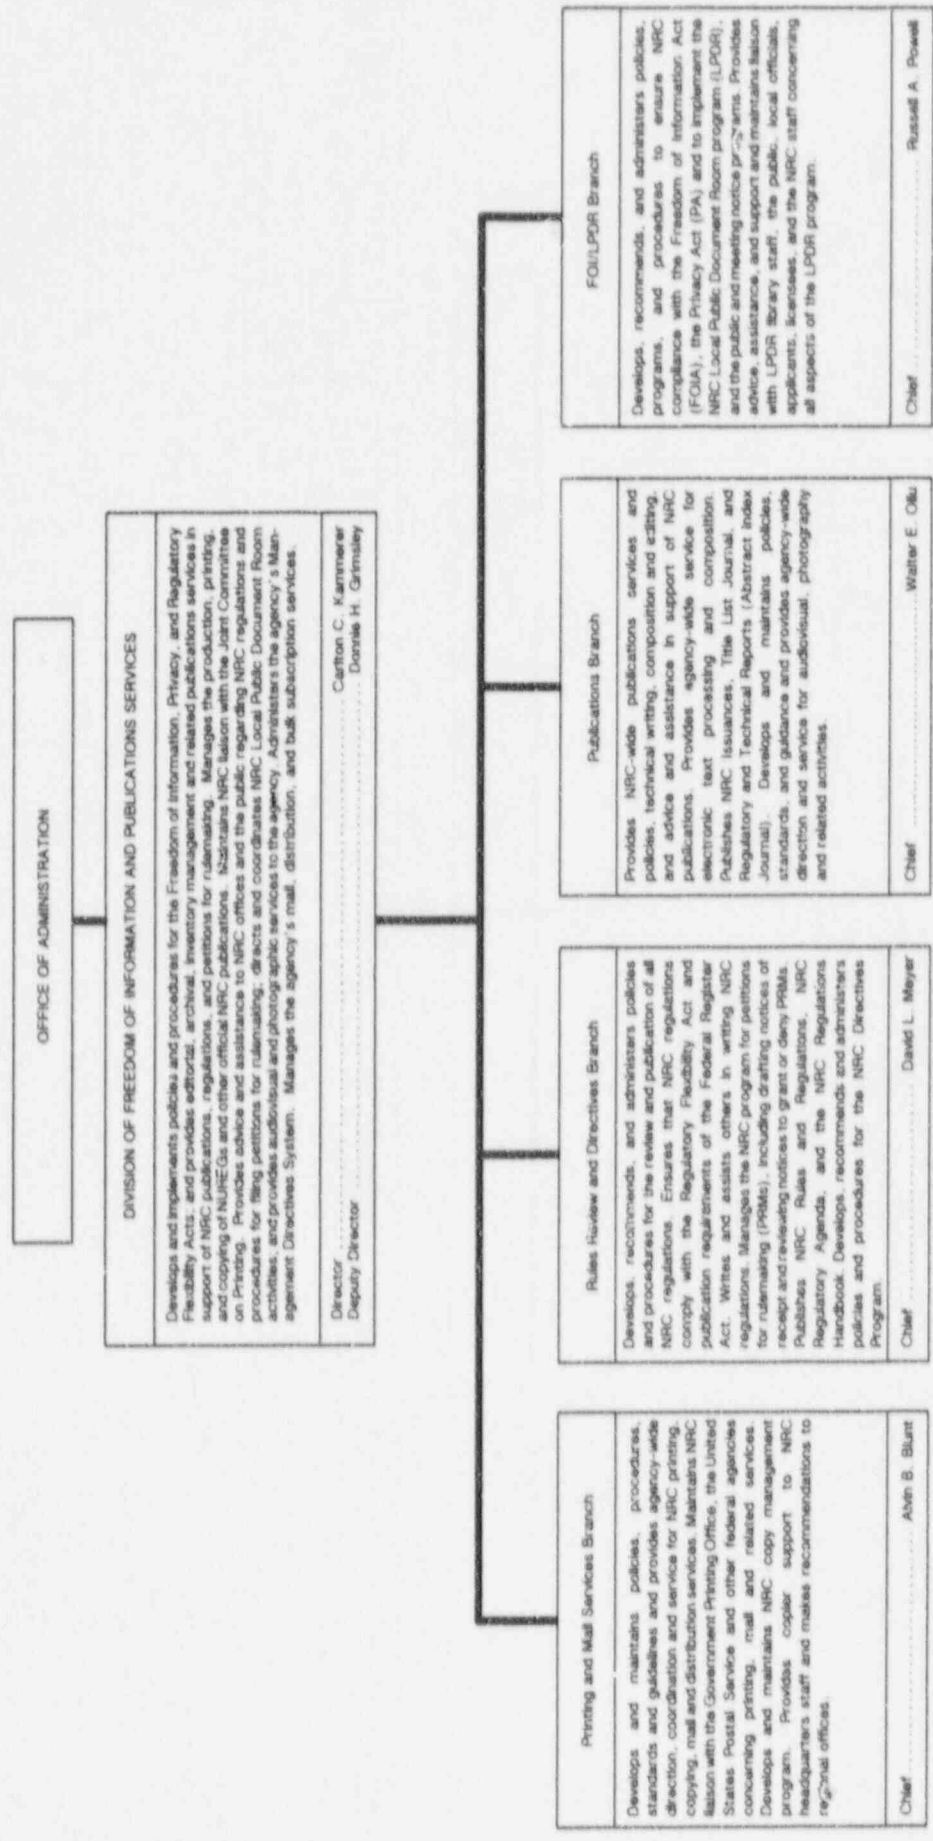 OFFICE OF ADMINISTRATION
DIVISION OF FREEDOM OF INFORMATION AND PUBLICATIONS SERVICES
Develops and implements policies and procedures for the Freedom of Information, Privacy, and Regulatory
Flexibility Acts; and provides editorial, archival, inventory management and related publications services in
support of NRC publications, regulations, and petitions for rulemaking. Manages the production, printing,
and copying of NUREGs and other official NRC publications. Maintains NRC liaison with the Joint Committee
on Printing. Provides advice and assistance to NRC offices and the public regarding NRC regulations and
procedures for filing petitions for rulemaking; directs and coordinates NRC Local Public Document Room
activities; and provides audiovisual and photographic services to the agency. Administers the agency's Man-
agement Directives System. Manages the agency's mail, distribution, and bulk subscription services.
Director .......... Carlton C. Kammerer
Deputy Director .......... Donnie H. Grimsley
Printing and Mail Services Branch
Develops and maintains policies, procedures,
standards and guidelines and provides agency-wide
direction, coordination and service for NRC printing,
copying, mail and distribution services. Maintains NRC
liaison with the Government Printing Office, the United
States Postal Service and other federal agencies
concerning printing, mail and related services.
Develops and maintains NRC copy management
program. Provides copier support to NRC
headquarters staff and makes recommendations to
regional offices.
Chief .......... Alvin B. Blunt
Rules Review and Directives Branch
Develops, recommends, and administers policies
and procedures for the review and publication of all
NRC regulations. Ensures that NRC regulations
comply with the Regulatory Flexibility Act and
publication requirements of the Federal Register
Act. Writes and assists others in writing NRC
regulations. Manages the NRC program for petitions
for rulemaking (PRMs), including drafting notices of
receipt and reviewing notices to grant or deny PRMs.
Publishes NRC Rules and Regulations, NRC
Regulatory Agenda, and the NRC Regulations
Handbook. Develops, recommends and administers
policies and procedures for the NRC Directives
Program.
Chief .......... David L. Meyer
Publications Branch
Provides NRC-wide publications services and
policies, technical writing, composition and editing,
and advice and assistance in support of NRC
publications. Provides agency-wide service for
electronic text processing and composition.
Publishes NRC Issuances, Title List Journal, and
Regulatory and Technical Reports (Abstract Index
Journal). Develops and maintains policies,
standards, and guidance and provides agency-wide
direction and service for audiovisual, photography
and related activities.
Chief .......... Walter E. Oliu
FOI/LPDR Branch
Develops, recommends, and administers policies,
programs, and procedures to ensure NRC
compliance with the Freedom of Information Act
(FOIA), the Privacy Act (PA) and to implement the
NRC Local Public Document Room program (LPDR),
and the public and meeting notice programs. Provides
advice, assistance, and support and maintains liaison
with LPDR library staff, the public, local officials,
applicants, licensees, and the NRC staff concerning
all aspects of the LPDR program.
Chief .......... Russell A. Powell